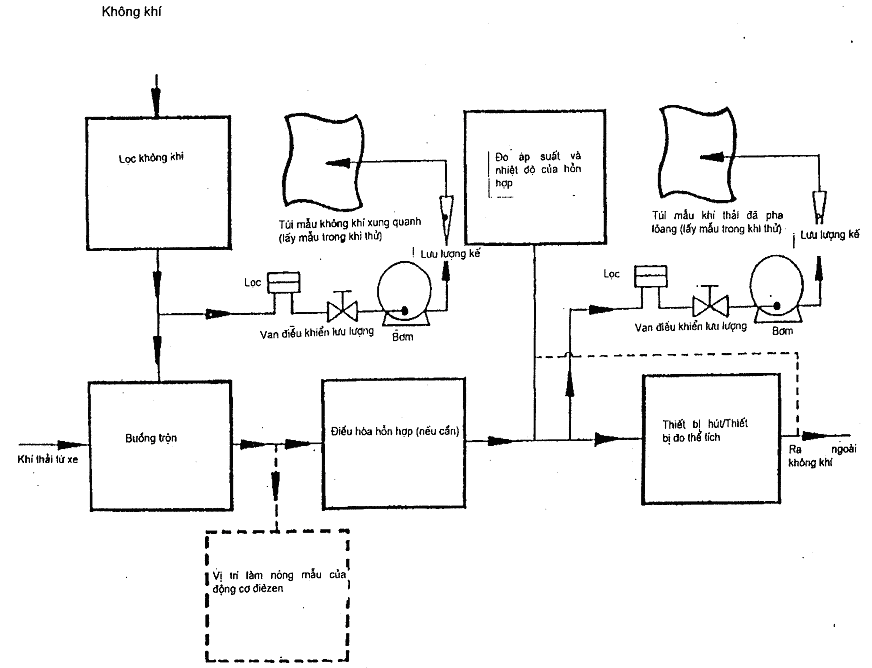 Không khí
Lọc không khí
Túi mẫu không khí xung quanh
(lấy mẫu trong khi thử)
Đo áp suất và
nhiệt độ của hỗn
hợp
Túi mẫu khí thải đã pha
loãng (lấy mẫu trong khi thử)
Lưu lượng kế
Lưu lượng kế
Lọc
Lọc
Van điều khiển lưu lượng
Bơm
Van điều khiển lưu lượng
Bơm
Buồng trộn
Điều hòa hỗn hợp (nếu cần)
Thiết bị hút/Thiết
bị đo thể tích
Khí thải từ xe
Ra ngoài
không khí
Vị trí làm nóng mẫu của
động cơ điêzen